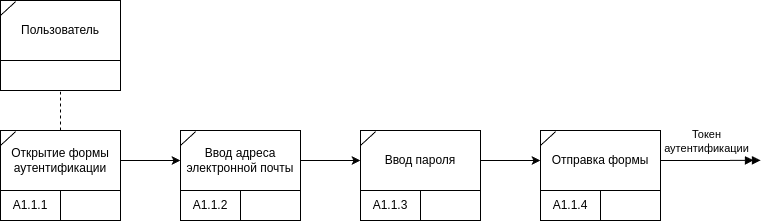 Пользователь
Открытие формы
аутентификации
A1.1.1
Ввод адреса
электронной почты
A1.1.2
Ввод пароля
A1.1.3
Отправка формы
A1.1.4
Токен
аутентификации